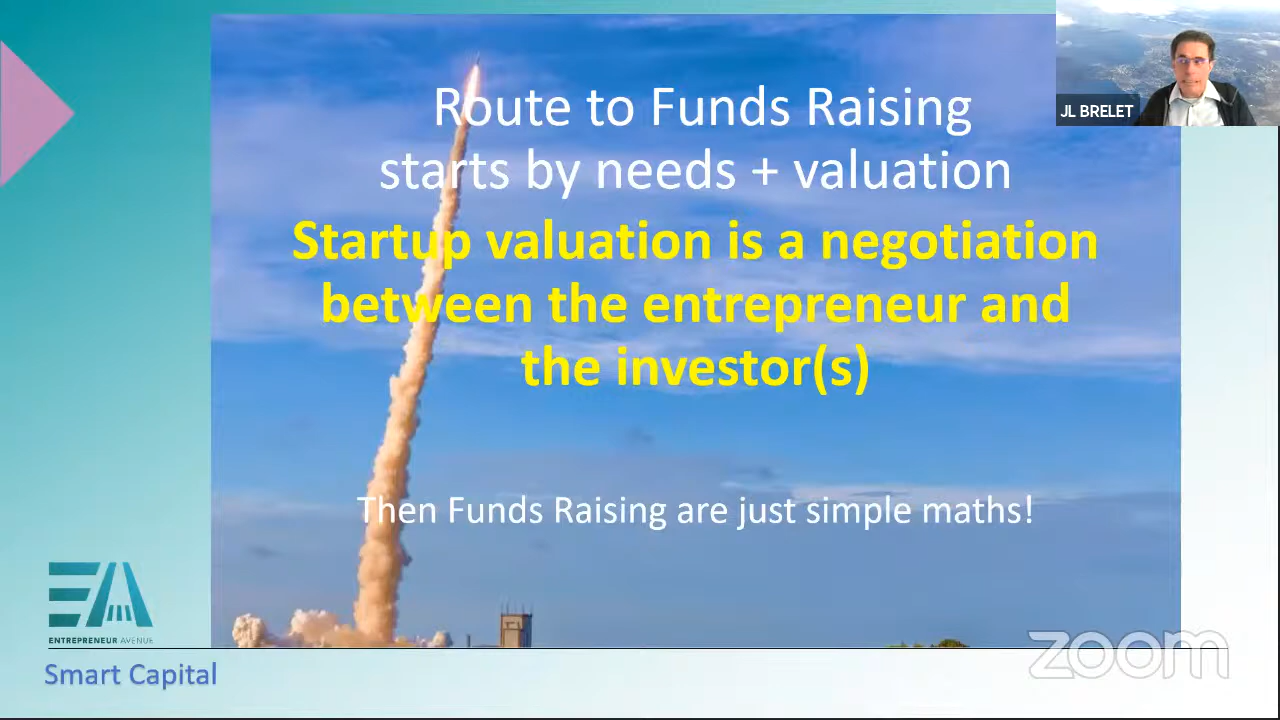 Route to Funds Raising
starts by needs + valuation
Startup valuation is a negotiation
between the entrepreneur and
the investor(s)
Then Funds Raising are just simple maths!
JL BRELET
EA
ENTREPRENEUR AVENUE
Smart Capital
zoom